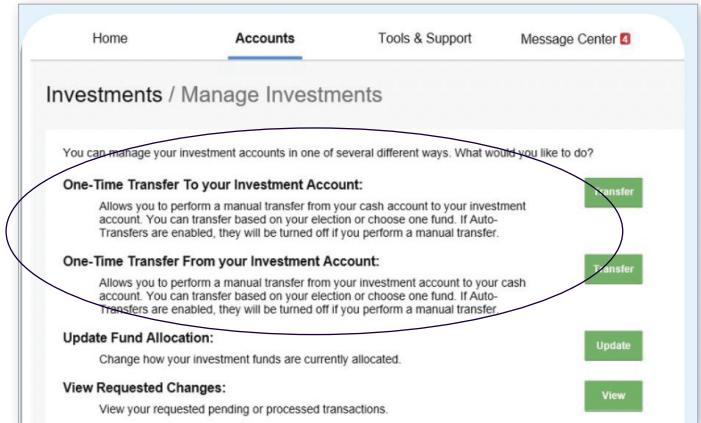 Home Accounts Tools & Support Message Center 4
Investments / Manage Investments
You can manage your investment accounts in one of several different ways. What would you like to do?
One-Time Transfer To your Investment Account:
Transfer
Allows you to perform a manual transfer from your cash account to your investment
account. You can transfer based on your election or choose one fund. If Auto-
Transfers are enabled, they will be turned off if you perform a manual transfer.
One-Time Transfer From your Investment Account:
Transfer
Allows you to perform a manual transfer from your investment account to your cash
account. You can transfer based on your election or choose one fund. If Auto-
Transfers are enabled, they will be turned off if you perform a manual transfer.
Update Fund Allocation:
Update
Change how your investment funds are currently allocated.
View Requested Changes:
View
View your requested pending or processed transactions.